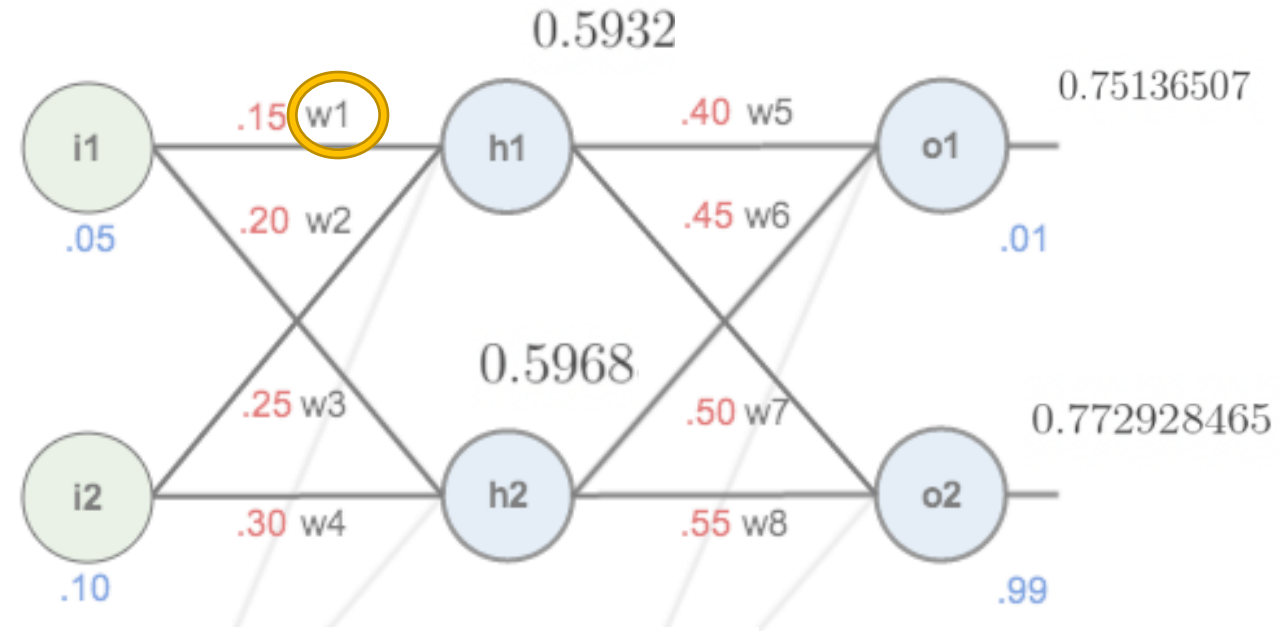 0.5932
.15 w1
.40 w5
0.75136507
i1
h1
o1
.20 w2
.45 w6
.05
.01
0.5968
.25 w3
.50 w7
0.772928465
i2
h2
o2
.30 w4
.55 w8
.10
.99